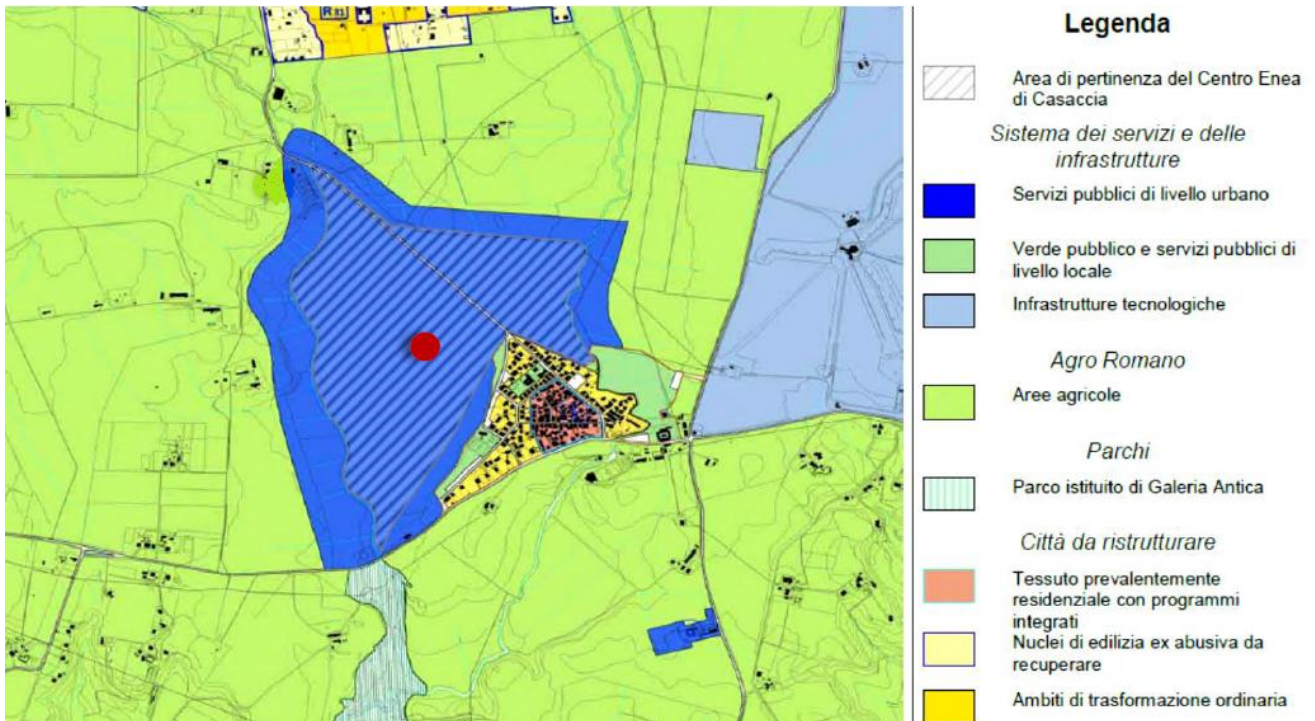 R 83
Legenda
Area di pertinenza del Centro Enea
di Casaccia
Sistema dei servizi e delle
infrastrutture
Servizi pubblici di livello urbano
Verde pubblico e servizi pubblici di
livello locale
Infrastrutture tecnologiche
Agro Romano
Aree agricole
Parchi
Parco istituito di Galeria Antica
Città da ristrutturare
Tessuto prevalentemente
residenziale con programmi
integrati
Nuclei di edilizia ex abusiva da
recuperare
Ambiti di trasformazione ordinaria